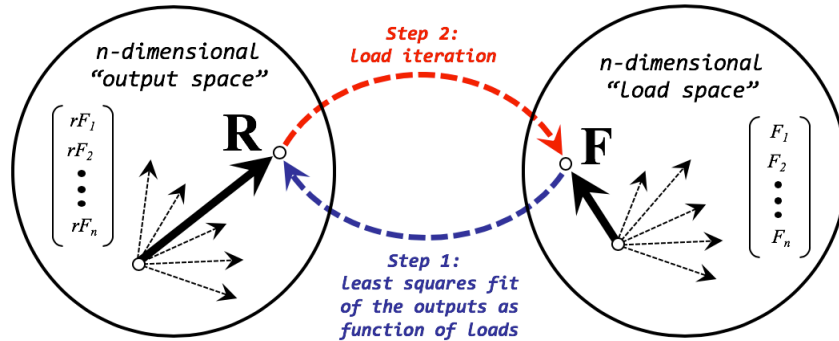 n-dimensional
“output space”
rF1
rF2
rFn
R
Step 2:
load iteration
n-dimensional
“load space”
F
F1
F2
Fn
Step 1:
least squares fit
of the outputs as
function of loads